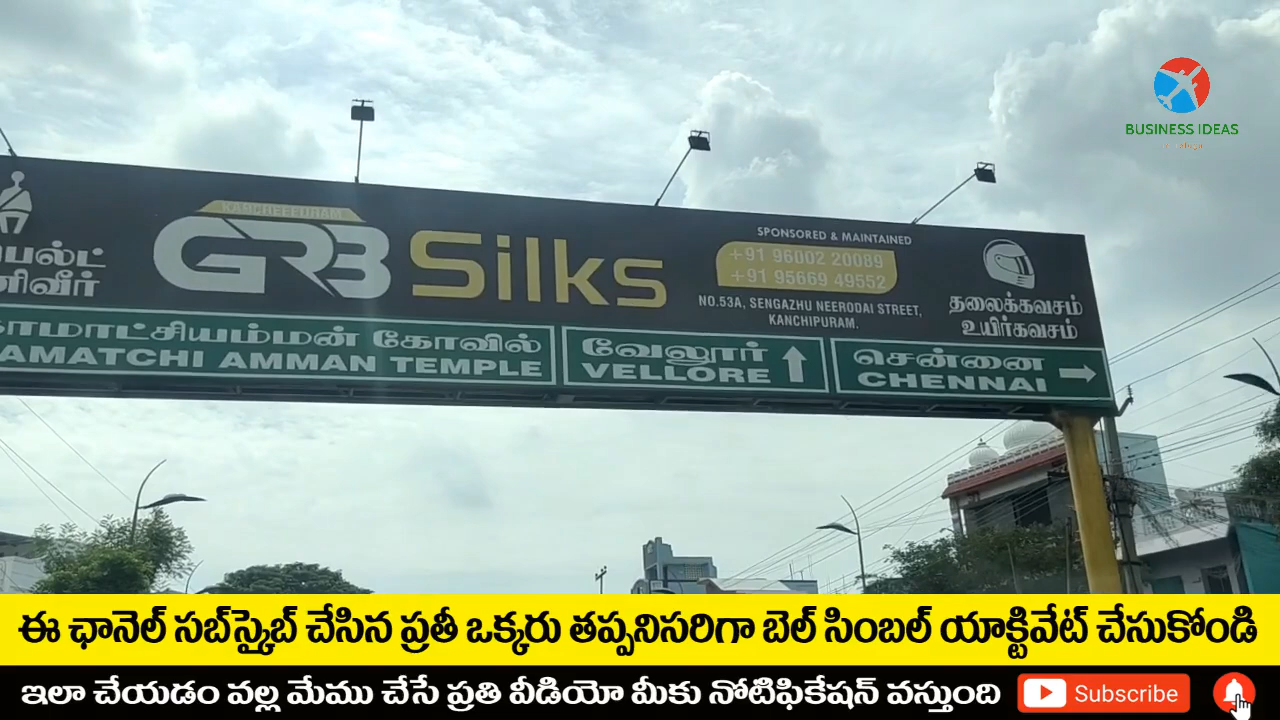 BUSINESS IDEAS
KANCHEEPURAM
GRB Silks
SPONSORED & MAINTAINED
+91 96002 20089
+91 95669 49552
NO.53A, SENGAZHU NEERODAI STREET,
KANCHIPURAM.
தலைக்கவசம்
உயிர்கவசம்
காமாட்சியம்மன் கோவில்
AMATCHI AMMAN TEMPLE
வேலூர்
VELLORE
சென்னை
CHENNAI
ఈ ఛానెల్ సబ్‌స్క్రైబ్ చేసిన ప్రతీ ఒక్కరు తప్పనిసరిగా బెల్ సింబల్ యాక్టివేట్ చేసుకోండి
ఇలా చేయడం వల్ల మేము చేసే ప్రతి వీడియో మీకు నోటిఫికేషన్ వస్తుంది
Subscribe